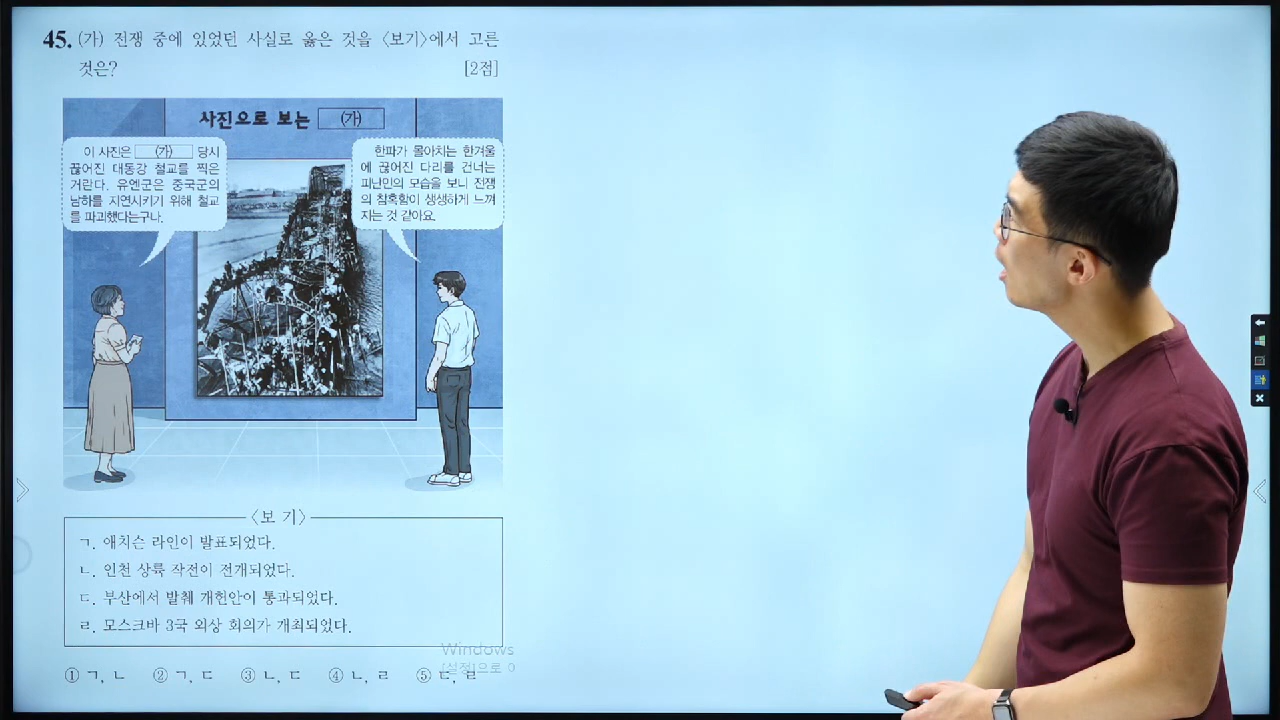 45. (가) 전쟁 중에 있었던 사실로 옳은 것을 〈보기〉에서 고른
것은? [2점]
사진으로 보는 (가)
이 사진은 (가) 당시
끊어진 대동강 철교를 찍은
거란다. 유엔군은 중국군의
남하를 지연시키기 위해 철교
를 파괴했다는구나.
한파가 몰아치는 한겨울
에 끊어진 다리를 건너는
피난민의 모습을 보니 전쟁
의 참혹함이 생생하게 느껴
지는 것 같아요.
〈보 기〉
ㄱ. 애치슨 라인이 발표되었다.
ㄴ. 인천 상륙 작전이 전개되었다.
ㄷ. 부산에서 발췌 개헌안이 통과되었다.
ㄹ. 모스크바 3국 외상 회의가 개최되었다.
Windows
[설정]으로 이
① ㄱ, ㄴ ② ㄱ, ㄷ ③ ㄴ, ㄷ ④ ㄴ, ㄹ ⑤ ㄷ, ㄹ